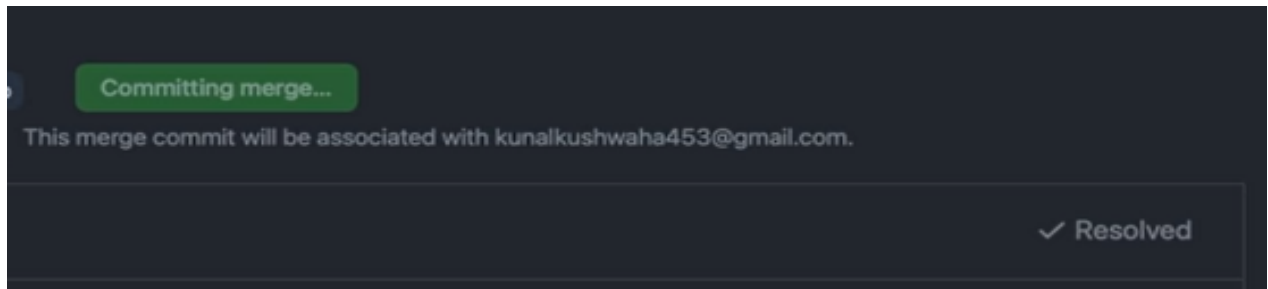 Committing merge...
This merge commit will be associated with kunalkushwaha453@gmail.com.
Resolved